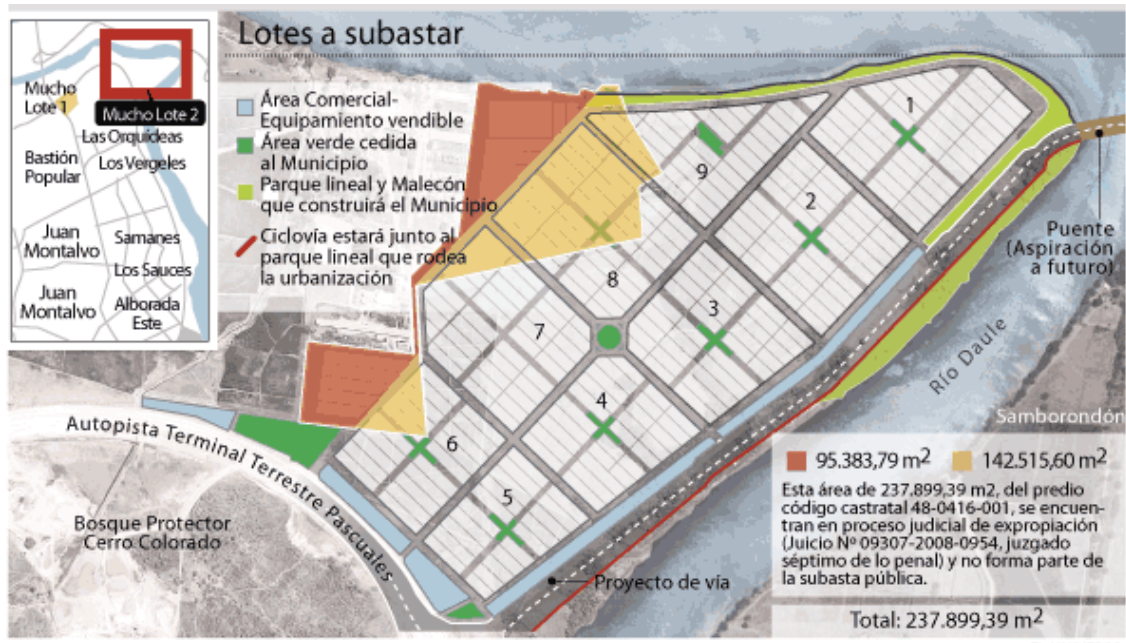 Lotes a subastar
Mucho
Lote 1
Mucho Lote 2
Las Orquídeas
Bastión
Popular
Los Vergeles
Juan
Montalvo
Samanes
Los Sauces
Juan
Montalvo
Alborada
Este
Área Comercial-
Equipamiento vendible
Área verde cedida
al Municipio
Parque lineal y Malecón
que construirá el Municipio
Ciclovía estará junto al
parque lineal que rodea
la urbanización
1
9
2
8
3
7
4
6
5
Puente
(Aspiración
a futuro)
Río Daule
Samborondón
Autopista Terminal Terrestre Pascuales
Bosque Protector
Cerro Colorado
Proyecto de vía
95.383,79 m2 142.515,60 m2
Esta área de 237.899,39 m2, del predio
código castratal 48-0416-001, se encuen-
tran en proceso judicial de expropiación
(Juicio Nº 09307-2008-0954, juzgado
séptimo de lo penal) y no forma parte de
la subasta pública.
Total: 237.899,39 m2